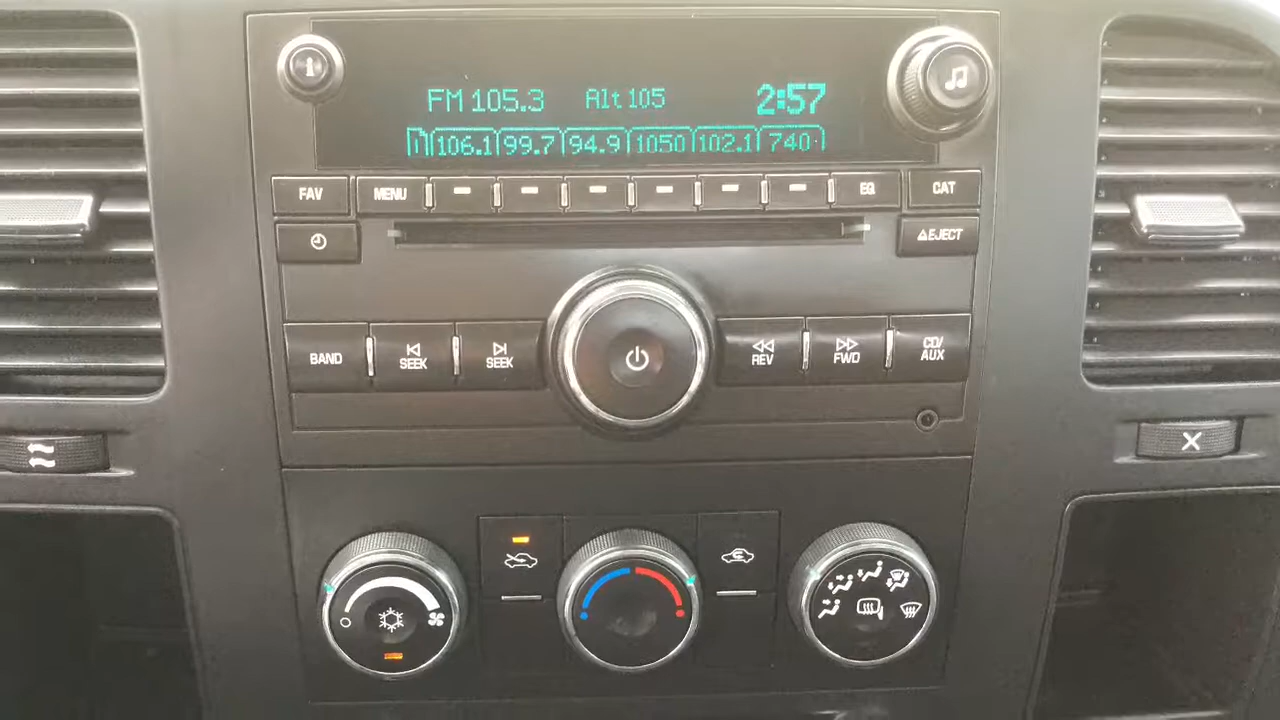 FM 105.3 Alt 105 2:57
106.1 99.7 94.9 1050 102.1 740
FAV MENU EQ CAT
EJECT
BAND SEEK SEEK REV FWD CD/
AUX